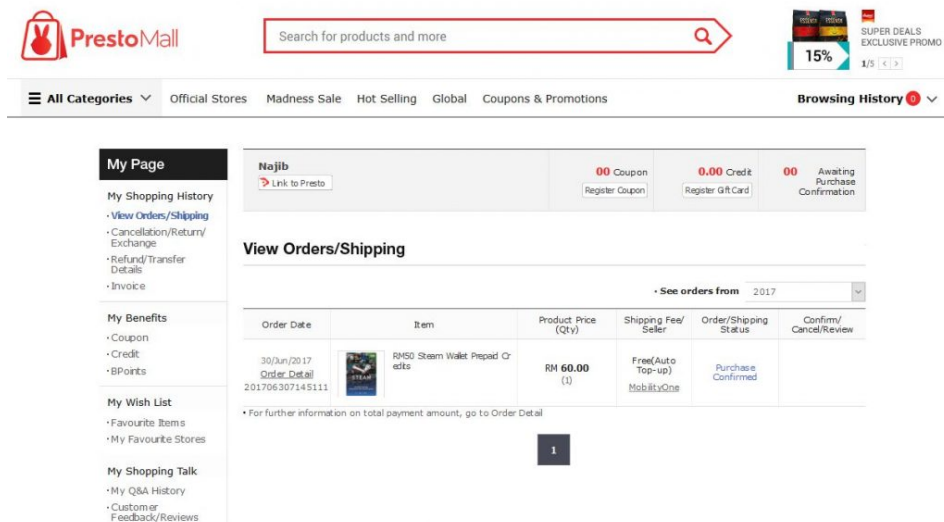 PrestoMall
Search for products and more
15%
SUPER DEALS
EXCLUSIVE PROMO
1/5 < >
All Categories
Official Stores
Madness Sale
Hot Selling
Global
Coupons & Promotions
Browsing History 0
My Page
My Shopping History
· View Orders/Shipping
· Cancellation/Return/
Exchange
· Refund/Transfer
Details
· Invoice
My Benefits
· Coupon
· Credit
· BPoints
My Wish List
· Favourite Items
· My Favourite Stores
My Shopping Talk
· My Q&A History
· Customer
Feedback/Reviews
Najib
Link to Presto
00 Coupon
Register Coupon
0.00 Credit
Register Gift Card
00 Awaiting
Purchase
Confirmation
View Orders/Shipping
· See orders from 2017
Order Date
Item
Product Price
(Qty)
Shipping Fee/
Seller
Order/Shipping
Status
Confirm/
Cancel/Review
30/Jun/2017
Order Detail
201706307145111
STEAM
RM50 Steam Wallet Prepaid Cr
edits
RM 60.00
(1)
Free(Auto
Top-up)
MobilityOne
Purchase
Confirmed
• For further information on total payment amount, go to Order Detail
1